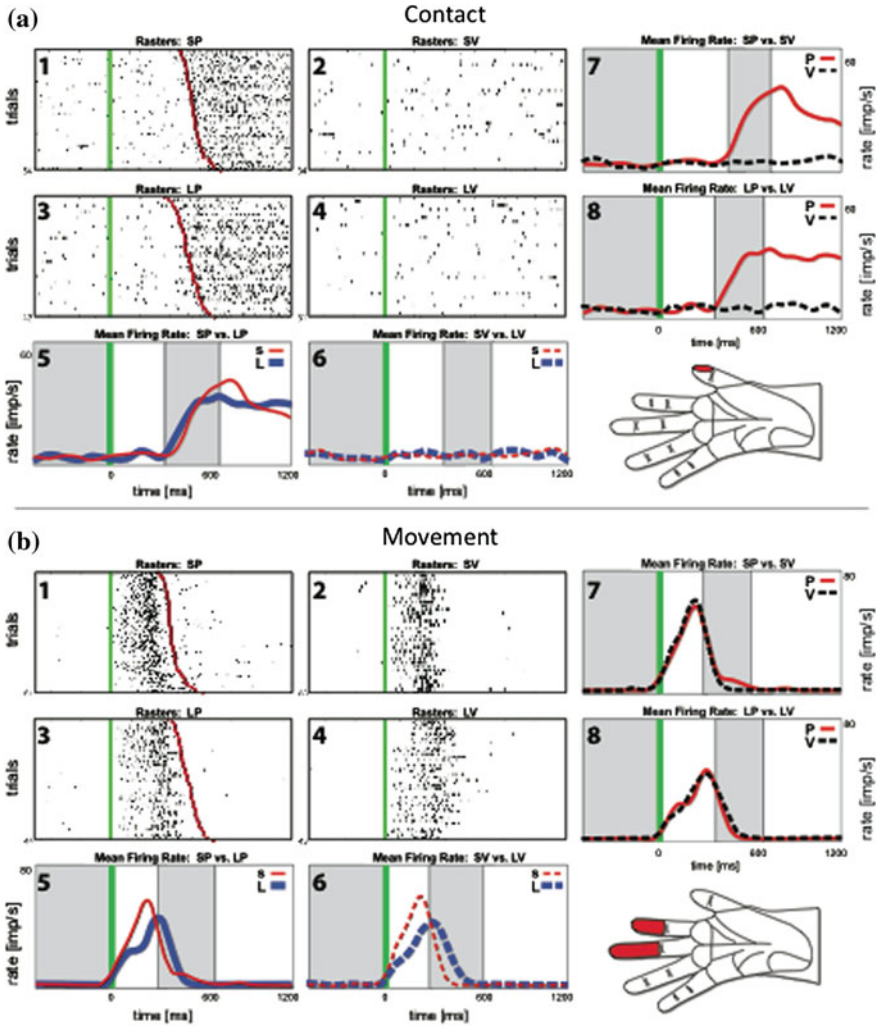 (a) Contact
Rasters: SP
Rasters: SV
Mean Firing Rate: SP vs. SV
1
2
7
P
V
60
trials
rate [imp/s]
54
Rasters: LP
Rasters: LV
Mean Firing Rate: LP vs. LV
3
4
8
P
V
60
trials
rate [imp/s]
0 600 1200
time [ms]
Mean Firing Rate: SP vs. LP
Mean Firing Rate: SV vs. LV
60
5
6
S
L
S
L
rate [imp/s]
0 600 1200
0 600 1200
time [ms]
time [ms]
(b) Movement
Rasters: SP
Rasters: SV
Mean Firing Rate: SP vs. SV
1
2
7
P
V
80
trials
rate [imp/s]
Rasters: LP
Rasters: LV
Mean Firing Rate: LP vs. LV
3
4
8
P
V
80
trials
rate [imp/s]
0 600 1200
time [ms]
Mean Firing Rate: SP vs. LP
Mean Firing Rate: SV vs. LV
80
5
6
S
L
S
L
rate [imp/s]
0 600 1200
0 600 1200
time [ms]
time [ms]